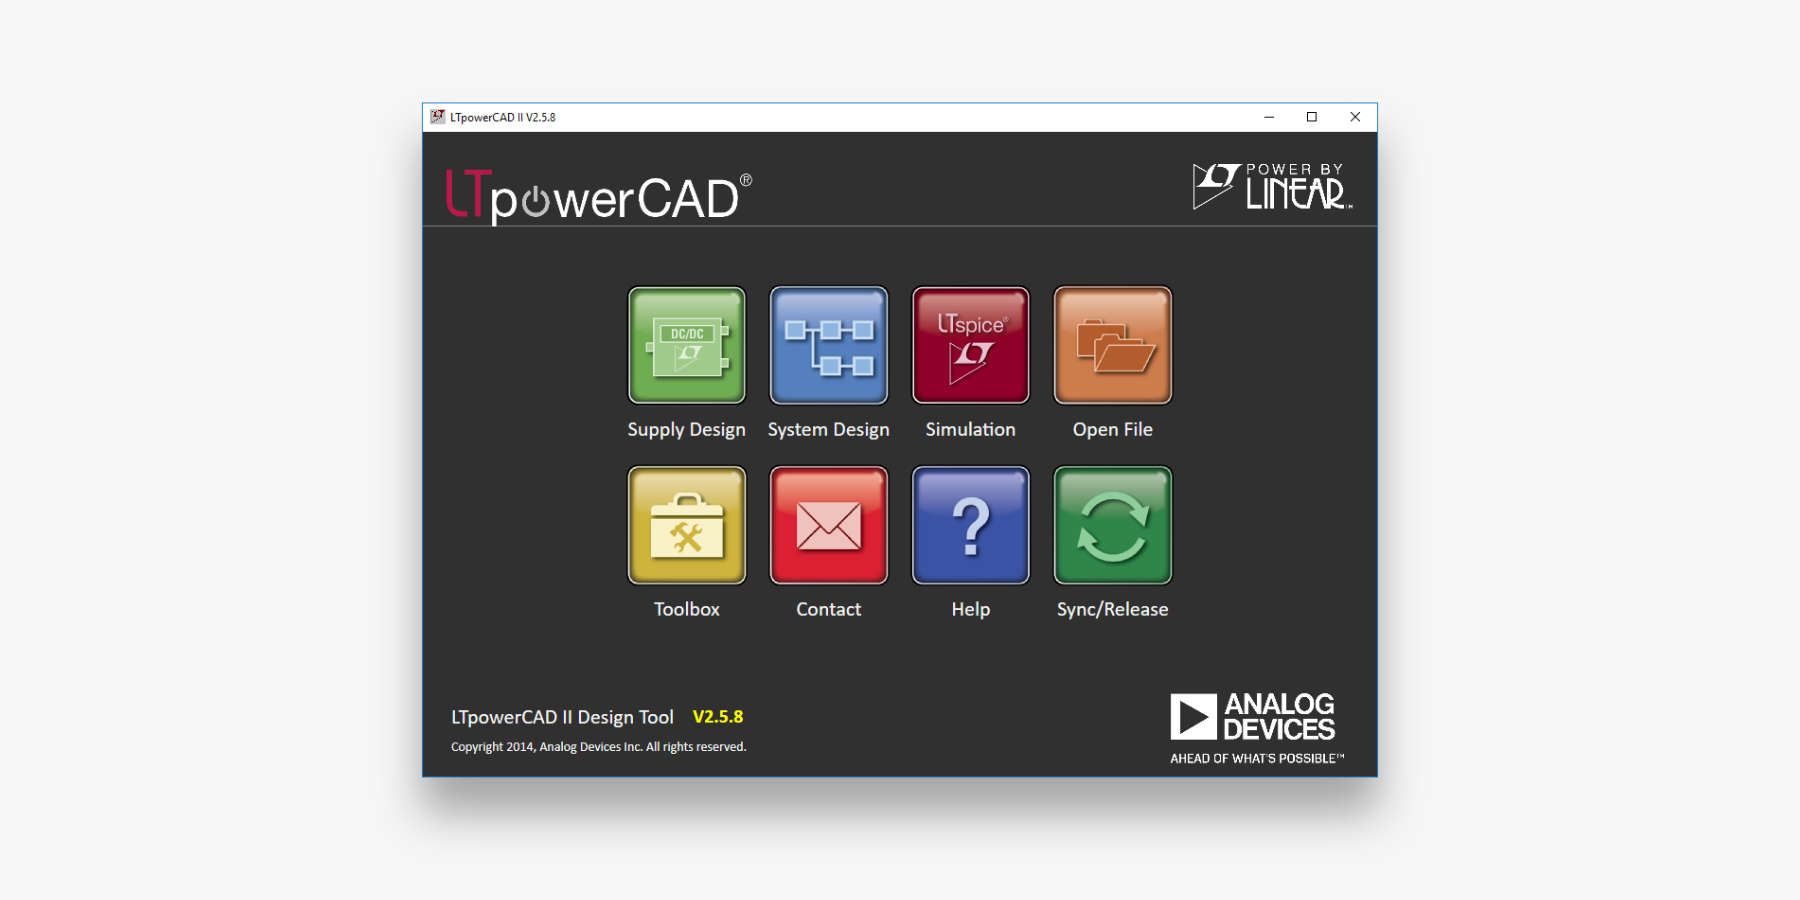 LTpowerCAD II V2.5.8
LTpowerCAD®
POWER BY
LINEAR™
DC/DC
LTspice®
Supply Design
System Design
Simulation
Open File
?
Toolbox
Contact
Help
Sync/Release
LTpowerCAD II Design Tool V2.5.8
Copyright 2014, Analog Devices Inc. All rights reserved.
ANALOG
DEVICES
AHEAD OF WHAT'S POSSIBLE™